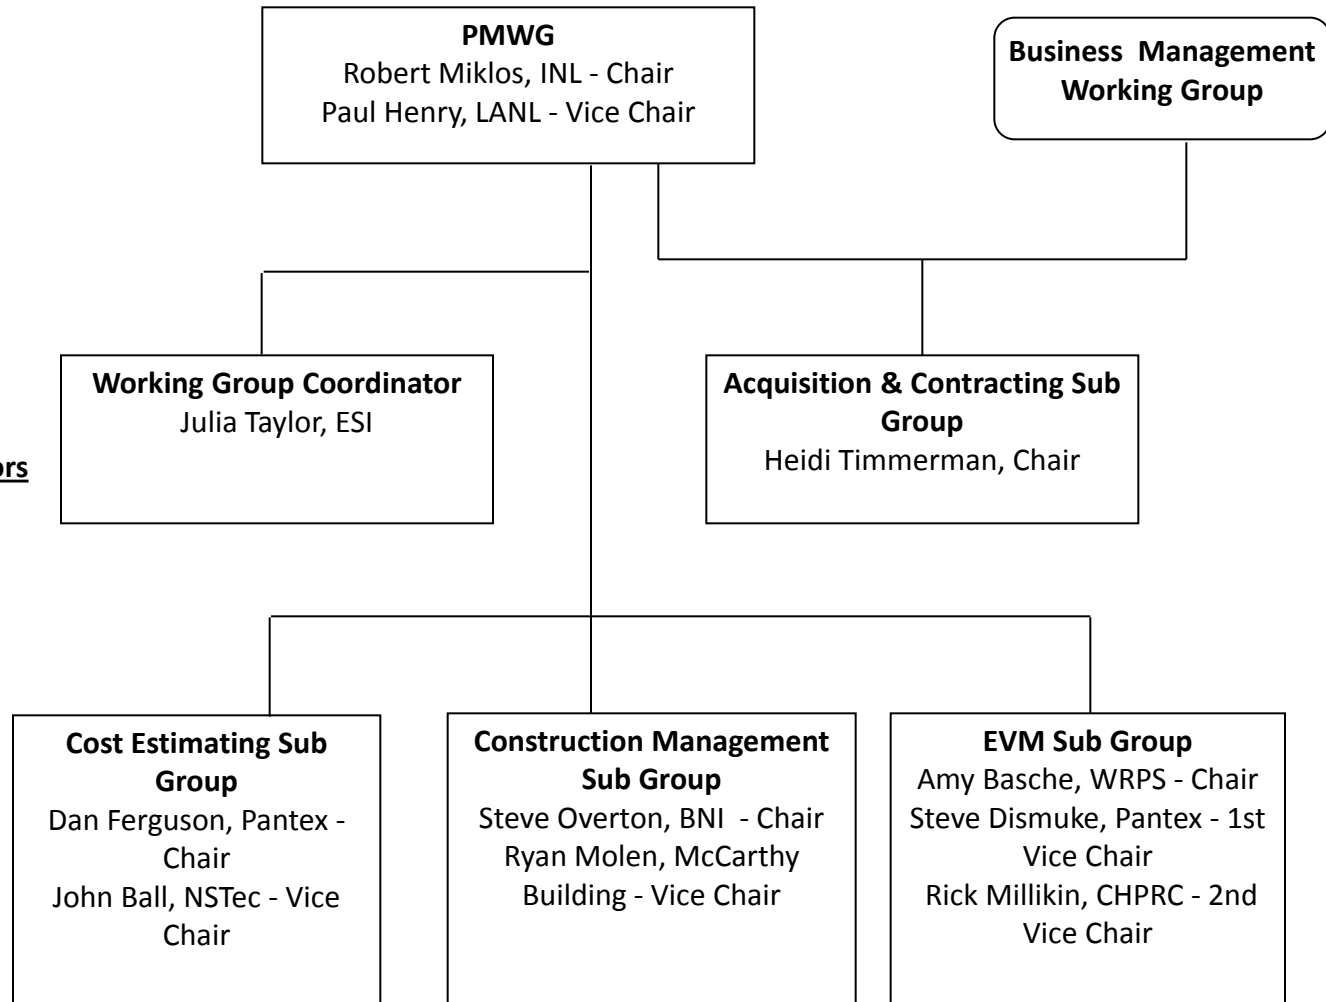 PMWG
Robert Miklos, INL - Chair
Paul Henry, LANL - Vice Chair
Business  Management
Working Group
Working Group Coordinator
Julia Taylor, ESI
Acquisition & Contracting Sub
Group
Heidi Timmerman, Chair
ors
Cost Estimating Sub
Group
Dan Ferguson, Pantex -
Chair
John Ball, NSTec - Vice
Chair
Construction Management
Sub Group
Steve Overton, BNI  - Chair
Ryan Molen, McCarthy
Building - Vice Chair
EVM Sub Group
Amy Basche, WRPS - Chair
Steve Dismuke, Pantex - 1st
Vice Chair
Rick Millikin, CHPRC - 2nd
Vice Chair